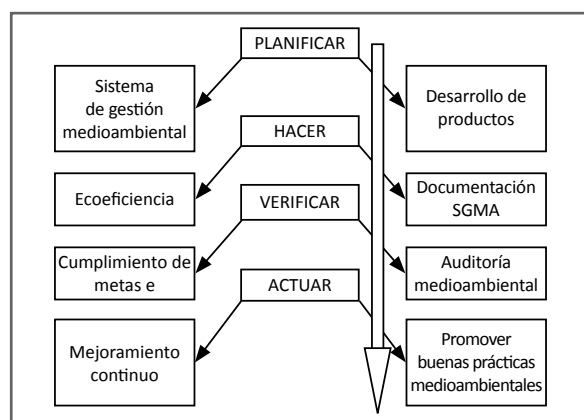 PLANIFICAR
Sistema
de gestión
medioambiental
Desarrollo de
productos
HACER
Ecoeficiencia
Documentación
SGMA
VERIFICAR
Cumplimiento de
metas e
Auditoría
medioambiental
ACTUAR
Mejoramiento
continuo
Promover
buenas prácticas
medioambientales